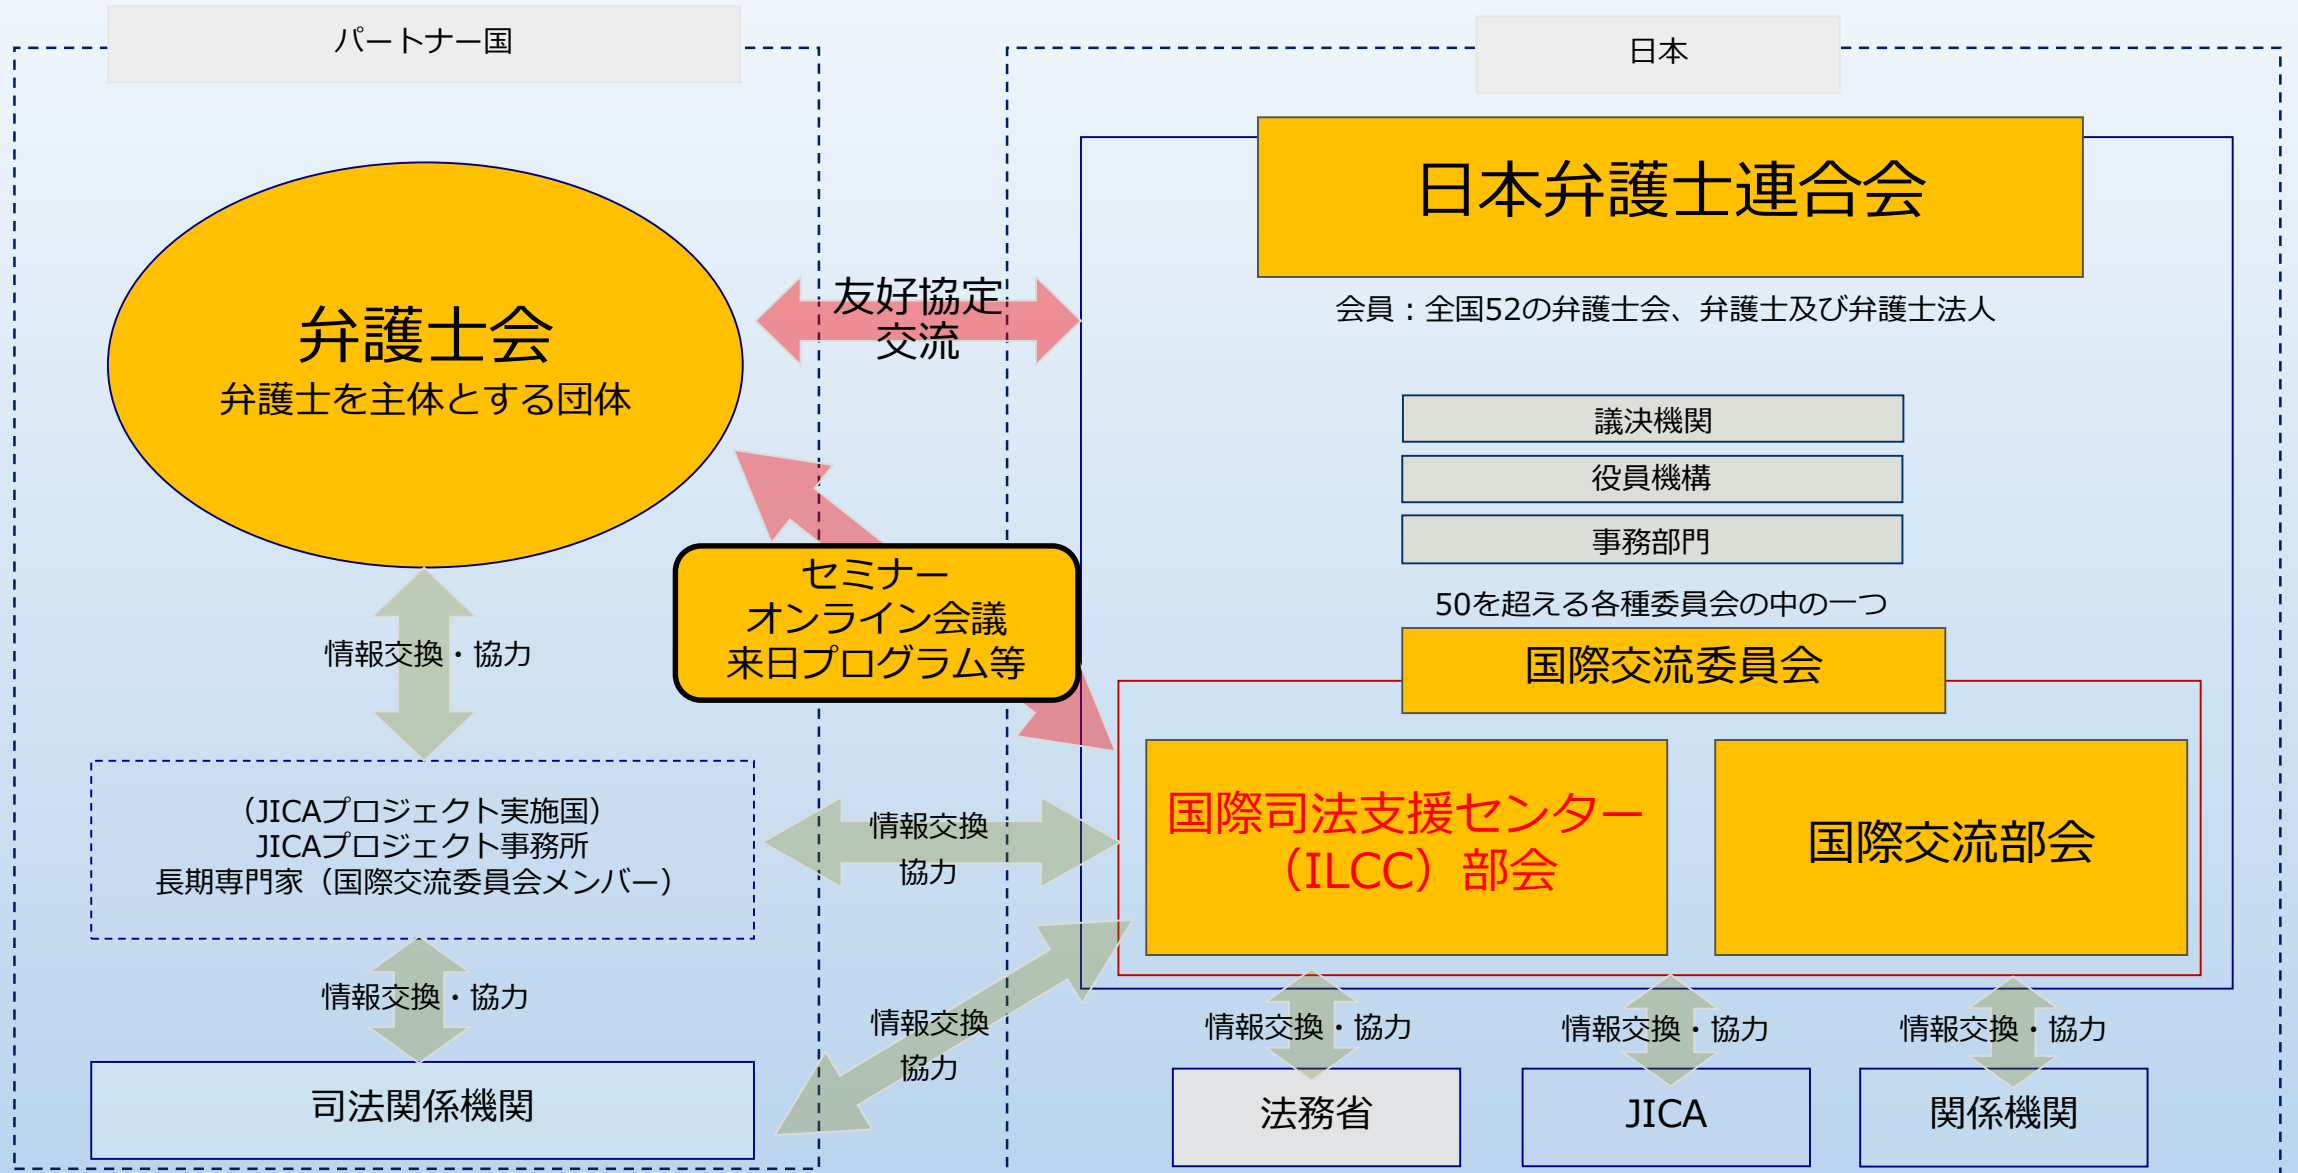 パートナー国
日本
日本弁護士連合会
会員：全国52の弁護士会、弁護士及び弁護士法人
弁護士会
弁護士を主体とする団体
友好協定
交流
議決機関
役員機構
事務部門
50を超える各種委員会の中の一つ
国際交流委員会
セミナー
オンライン会議
来日プログラム等
情報交換・協力
（JICAプロジェクト実施国）
JICAプロジェクト事務所
長期専門家（国際交流委員会メンバー）
情報交換
協力
国際司法支援センター
（ILCC）部会
国際交流部会
情報交換・協力
情報交換
協力
情報交換・協力
情報交換・協力
情報交換・協力
司法関係機関
法務省
JICA
関係機関